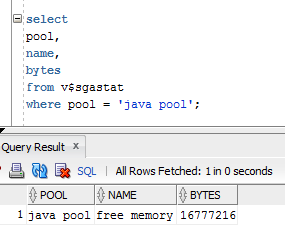 select
pool,
name,
bytes
from v$sgastat
where pool = 'java pool';
Query Result x
SQL | All Rows Fetched: 1 in 0 seconds
POOL NAME BYTES
1 java pool free memory 16777216